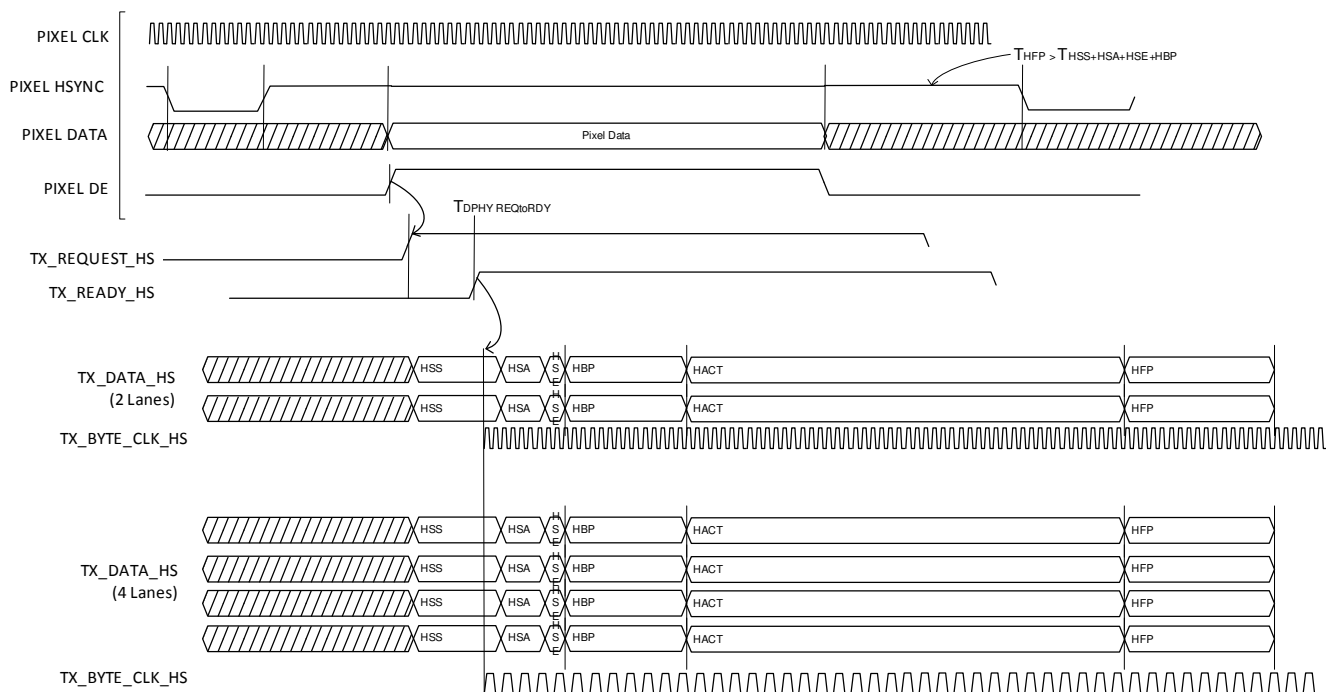 PIXEL CLK
THFP > THSS+HSA+HSE+HBP
PIXEL HSYNC
PIXEL DATA
Pixel Data
PIXEL DE
TDPHY REQtoRDY
TX_REQUEST_HS
TX_READY_HS
TX_DATA_HS
(2 Lanes)
HSS HSA HSE HBP HACT HFP
HSS HSA HSE HBP HACT HFP
TX_BYTE_CLK_HS
TX_DATA_HS
(4 Lanes)
HSS HSA HSE HBP HACT HFP
HSS HSA HSE HBP HACT HFP
HSS HSA HSE HBP HACT HFP
HSS HSA HSE HBP HACT HFP
TX_BYTE_CLK_HS